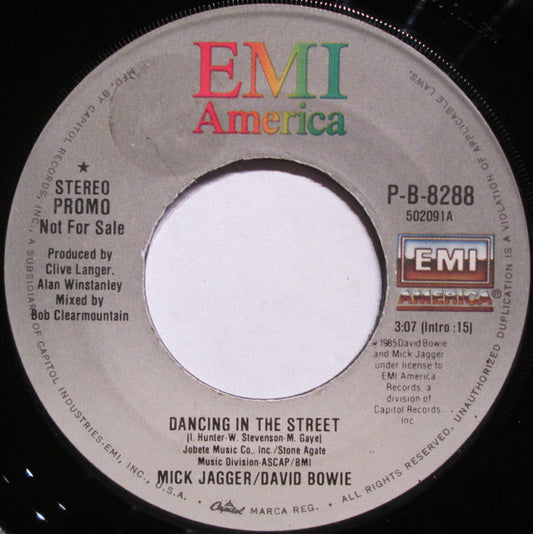 EMI
America
★
STEREO
PROMO
Not For Sale
Produced by
Clive Langer,
Alan Winstanley
Mixed by
Bob Clearmountain
P-B-8288
502091A
EMI
AMERICA®
3:07 (Intro :15)
℗1985 David Bowie
and Mick Jagger
under license to
EMI America
Records, a
division of
Capitol Records
Inc
DANCING IN THE STREET
(I. Hunter-W. Stevenson-M. Gaye)
Jobete Music Co., Inc./Stone Agate
Music Division-ASCAP/BMI
MICK JAGGER/DAVID BOWIE
MFD. BY CAPITOL RECORDS, INC., A SUBSIDIARY OF CAPITOL INDUSTRIES-EMI, INC., U.S.A. • Capitol MARCA REG. • ALL RIGHTS RESERVED. UNAUTHORIZED DUPLICATION IS A VIOLATION OF APPLICABLE LAWS.